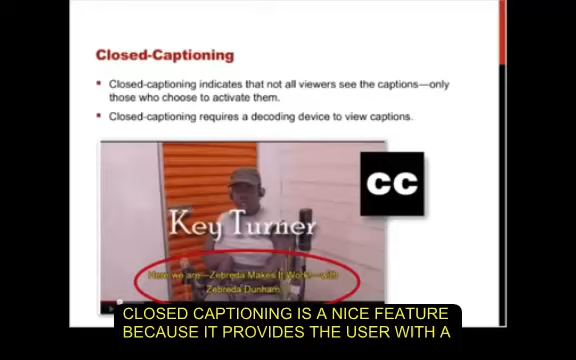 Closed-Captioning
Closed-captioning indicates that not all viewers see the captions—only
those who choose to activate them.
Closed-captioning requires a decoding device to view captions.
CC
Key Turner
Here we are—Zebreda Makes It Work!—with
Zebreda Dunham
CLOSED CAPTIONING IS A NICE FEATURE
BECAUSE IT PROVIDES THE USER WITH A